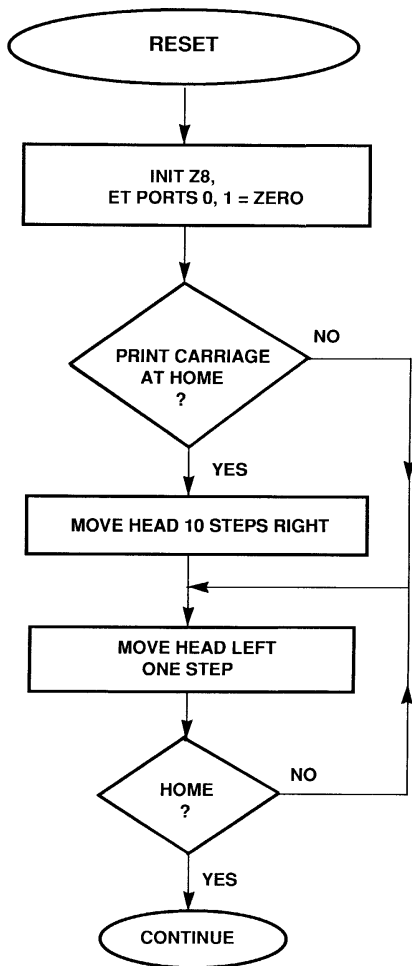 RESET
INIT Z8,
ET PORTS 0, 1 = ZERO
PRINT CARRIAGE
AT HOME
?
NO
YES
MOVE HEAD 10 STEPS RIGHT
MOVE HEAD LEFT
ONE STEP
HOME
?
NO
YES
CONTINUE